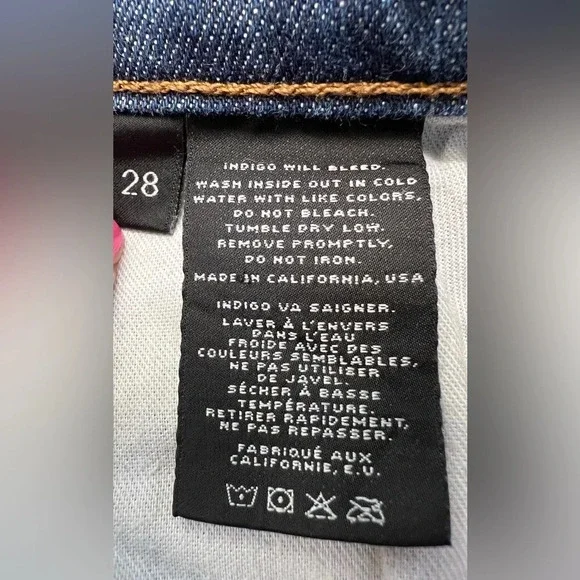 28
INDIGO WILL BLEED.
WASH INSIDE OUT IN COLD
WATER WITH LIKE COLORS,
DO NOT BLEACH.
TUMBLE DRY LOW.
REMOVE PROMPTLY,
DO NOT IRON.
MADE IN CALIFORNIA, USA
INDIGO VA SAIGNER.
LAVER À L'ENVERS
DANS L'EAU
FROIDE AVEC DES
COULEURS SEMBLABLES,
NE PAS UTILISER
DE JAVEL.
SÉCHER À BASSE
TEMPÉRATURE.
RETIRER RAPIDEMENT,
NE PAS REPASSER.
FABRIQUÉ AUX
CALIFORNIE, E.U.